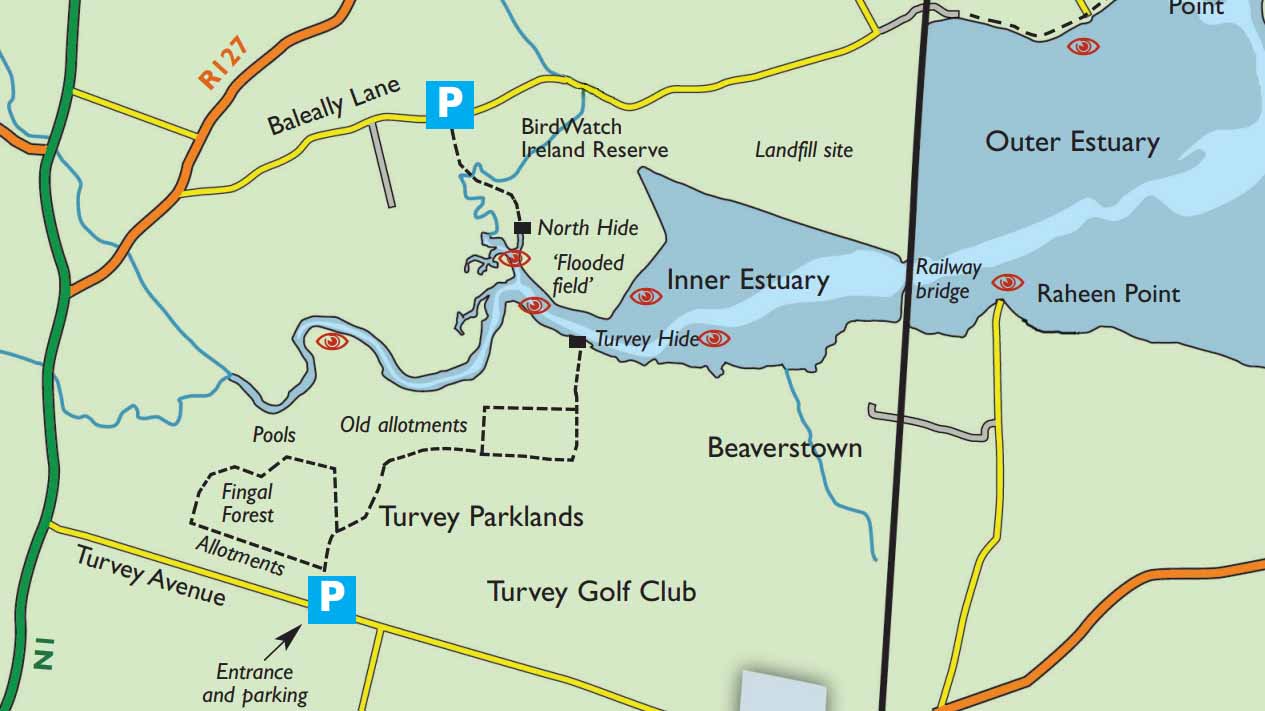 Point
R127
Baleally Lane
P
BirdWatch
Ireland Reserve
Landfill site
Outer Estuary
North Hide
'Flooded
field'
Inner Estuary
Railway
bridge
Raheen Point
Turvey Hide
Pools
Old allotments
Beaverstown
Fingal
Forest
Turvey Parklands
Allotments
Turvey Avenue
P
Turvey Golf Club
N1
Entrance
and parking